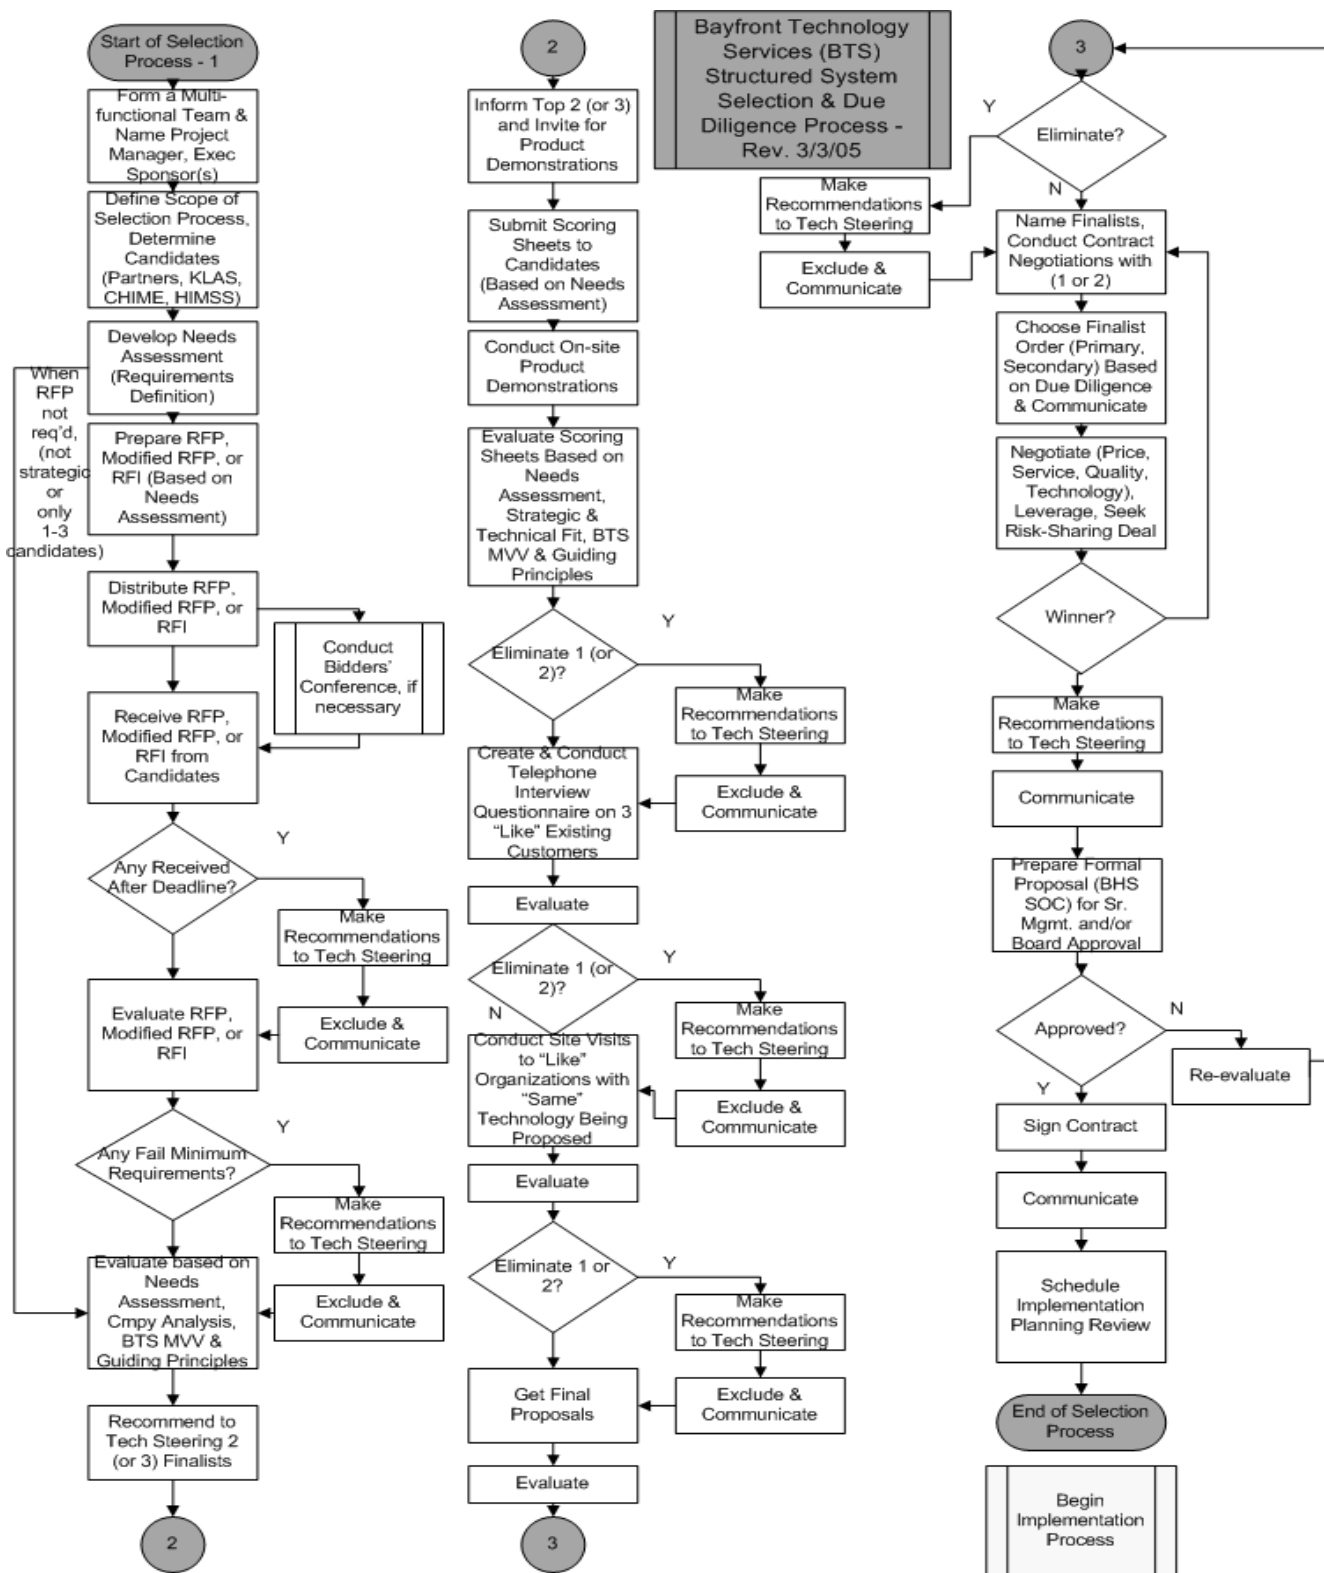 Start of Selection
Process - 1
Form a Multi-
functional Team &
Name Project
Manager, Exec
Sponsor(s)
Define Scope of
Selection Process,
Determine
Candidates
(Partners, KLAS,
CHIME, HIMSS)
Develop Needs
Assessment
(Requirements
Definition)
When
RFP
not
req'd,
(not
strategic
or
only
1-3
candidates)
Prepare RFP,
Modified RFP, or
RFI (Based on
Needs
Assessment)
Distribute RFP,
Modified RFP, or
RFI
Conduct
Bidders'
Conference, if
necessary
Receive RFP,
Modified RFP, or
RFI from
Candidates
Any Received
After Deadline?
Y
Make
Recommendations
to Tech Steering
Exclude &
Communicate
Evaluate RFP,
Modified RFP, or
RFI
Any Fail Minimum
Requirements?
Y
Make
Recommendations
to Tech Steering
Exclude &
Communicate
Evaluate based on
Needs
Assessment,
Cmpy Analysis,
BTS MVV &
Guiding Principles
Recommend to
Tech Steering 2
(or 3) Finalists
2
2
Inform Top 2 (or 3)
and Invite for
Product
Demonstrations
Submit Scoring
Sheets to
Candidates
(Based on Needs
Assessment)
Conduct On-site
Product
Demonstrations
Evaluate Scoring
Sheets Based on
Needs
Assessment,
Strategic &
Technical Fit, BTS
MVV & Guiding
Principles
Eliminate 1 (or
2)?
Y
Make
Recommendations
to Tech Steering
Exclude &
Communicate
Create & Conduct
Telephone
Interview
Questionnaire on 3
"Like" Existing
Customers
Evaluate
Eliminate 1 (or
2)?
Y
N
Make
Recommendations
to Tech Steering
Exclude &
Communicate
Conduct Site Visits
to "Like"
Organizations with
"Same"
Technology Being
Proposed
Evaluate
Eliminate 1 or
2?
Y
Make
Recommendations
to Tech Steering
Exclude &
Communicate
Get Final
Proposals
Evaluate
3
Bayfront Technology
Services (BTS)
Structured System
Selection & Due
Diligence Process -
Rev. 3/3/05
3
Eliminate?
Y
N
Make
Recommendations
to Tech Steering
Exclude &
Communicate
Name Finalists,
Conduct Contract
Negotiations with
(1 or 2)
Choose Finalist
Order (Primary,
Secondary) Based
on Due Diligence
& Communicate
Negotiate (Price,
Service, Quality,
Technology),
Leverage, Seek
Risk-Sharing Deal
Winner?
Make
Recommendations
to Tech Steering
Communicate
Prepare Formal
Proposal (BHS
SOC) for Sr.
Mgmt. and/or
Board Approval
Approved?
N
Re-evaluate
Y
Sign Contract
Communicate
Schedule
Implementation
Planning Review
End of Selection
Process
Begin
Implementation
Process